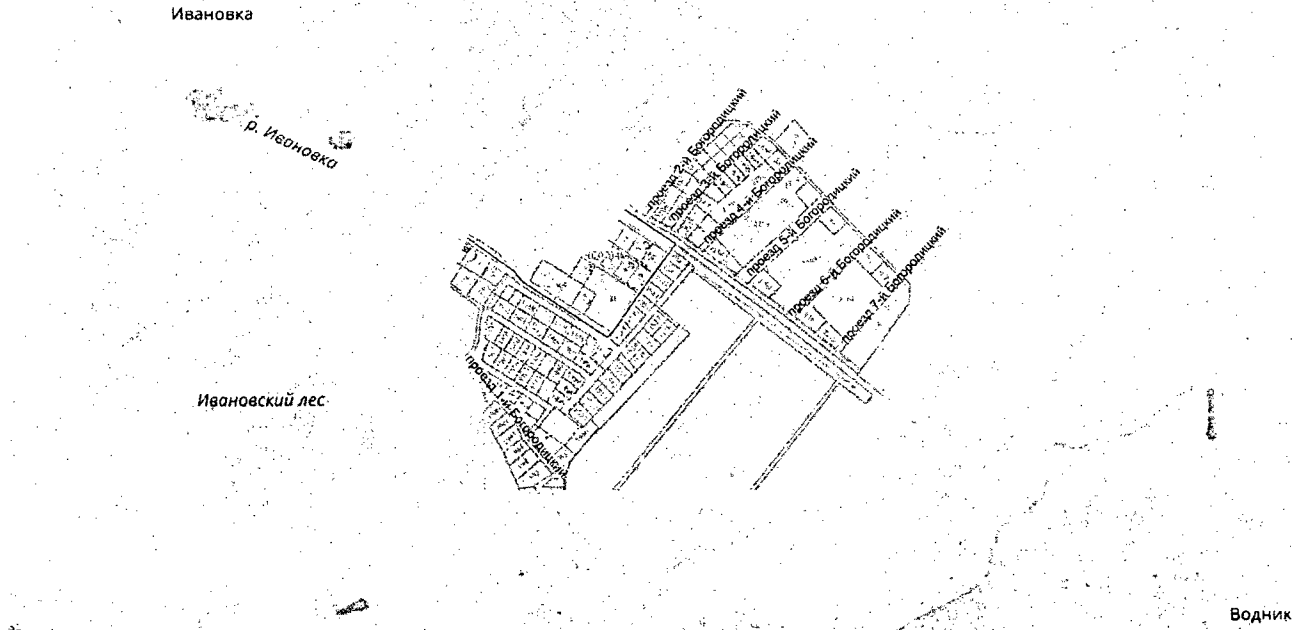 Ивановка
р. Ивановка
проезд 2-й Богородицкий
проезд 3-й Богородицкий
проезд 4-й Богородицкий
проезд 5-й Богородицкий
проезд 6-й Богородицкий
проезд 7-й Богородицкий
Ивановский лес
проезд 1-й Богородицкий
Водник